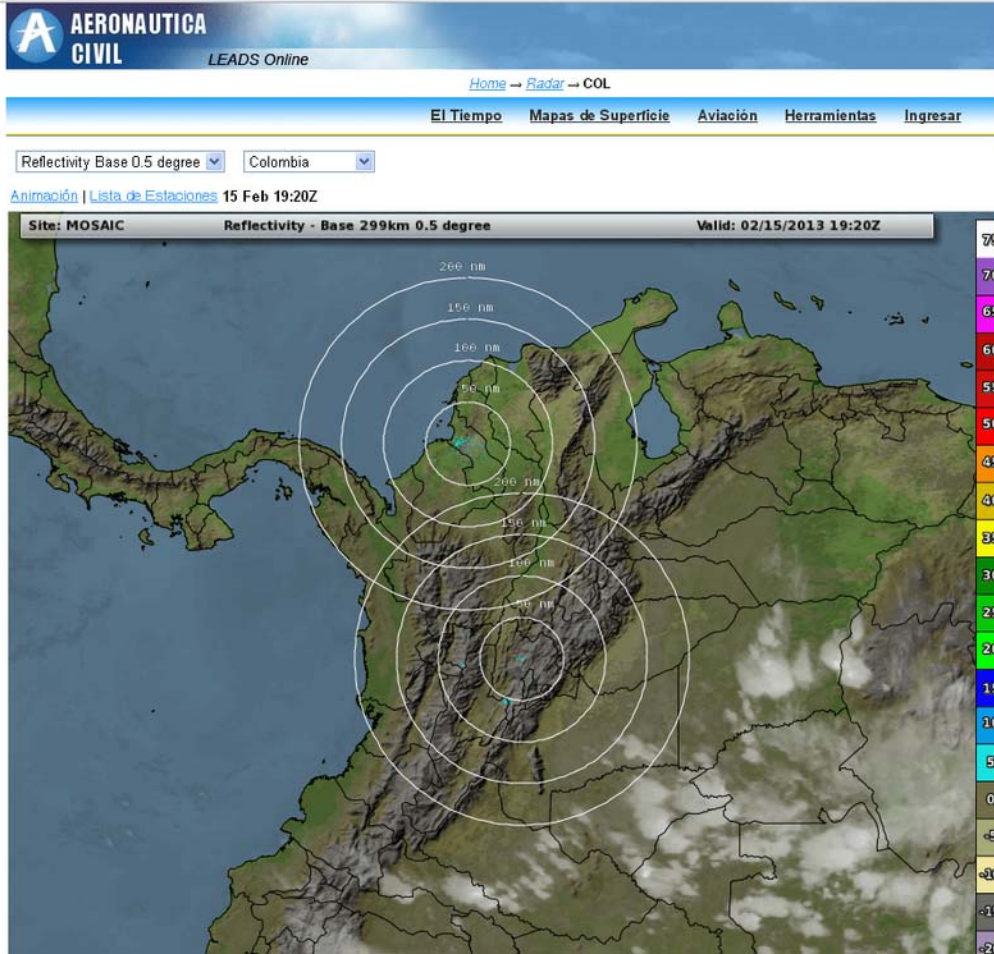 AERONAUTICA
CIVIL
LEADS Online
Home → Radar → COL
El Tiempo Mapas de Superficie Aviación Herramientas Ingresar
Reflectivity Base 0.5 degree Colombia
Animación | Lista de Estaciones 15 Feb 19:20Z
Site: MOSAIC Reflectivity - Base 299km 0.5 degree Valid: 02/15/2013 19:20Z
200 nm
150 nm
100 nm
50 nm
200 nm
150 nm
100 nm
50 nm
5
0